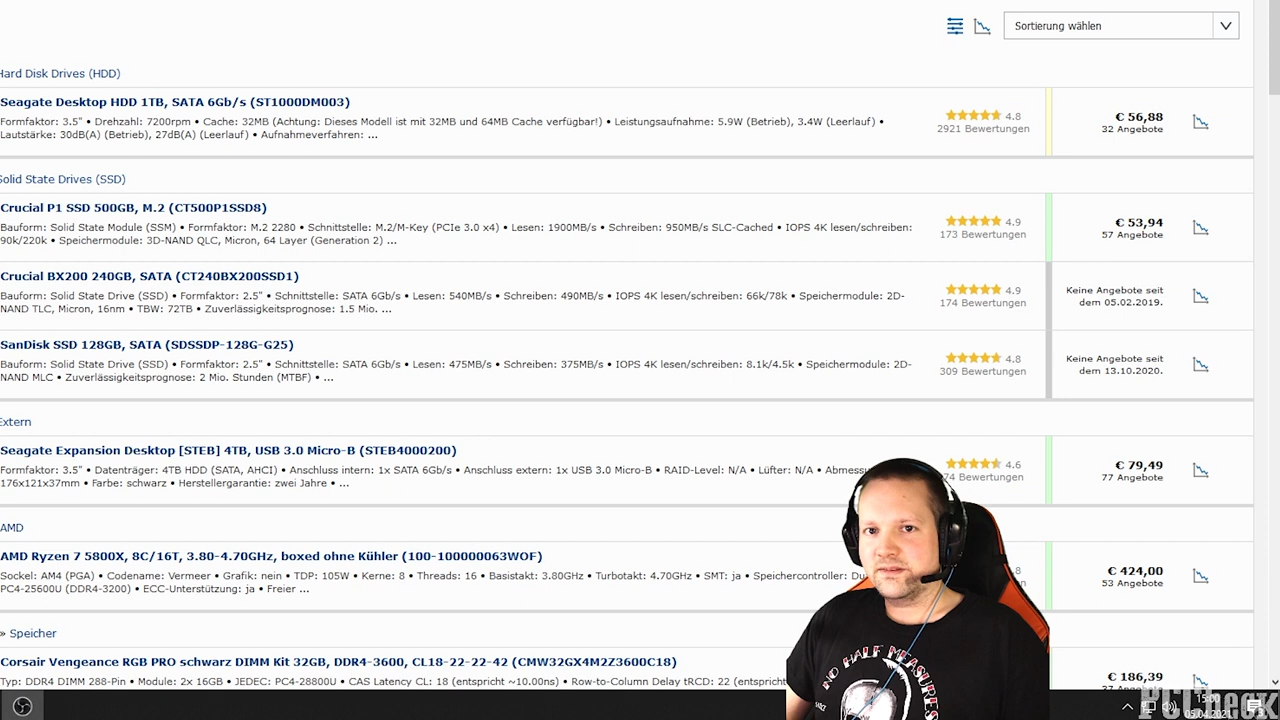 Sortierung wählen
Hard Disk Drives (HDD)
Seagate Desktop HDD 1TB, SATA 6Gb/s (ST1000DM003)
Formfaktor: 3.5" • Drehzahl: 7200rpm • Cache: 32MB (Achtung: Dieses Modell ist mit 32MB und 64MB Cache verfügbar!) • Leistungsaufnahme: 5.9W (Betrieb), 3.4W (Leerlauf) •
Lautstärke: 30dB(A) (Betrieb), 27dB(A) (Leerlauf) • Aufnahmeverfahren: ...
4.8
2921 Bewertungen
€ 56,88
32 Angebote
Solid State Drives (SSD)
Crucial P1 SSD 500GB, M.2 (CT500P1SSD8)
Bauform: Solid State Module (SSM) • Formfaktor: M.2 2280 • Schnittstelle: M.2/M-Key (PCIe 3.0 x4) • Lesen: 1900MB/s • Schreiben: 950MB/s SLC-Cached • IOPS 4K lesen/schreiben:
90k/220k • Speichermodule: 3D-NAND QLC, Micron, 64 Layer (Generation 2) ...
4.9
173 Bewertungen
€ 53,94
57 Angebote
Crucial BX200 240GB, SATA (CT240BX200SSD1)
Bauform: Solid State Drive (SSD) • Formfaktor: 2.5" • Schnittstelle: SATA 6Gb/s • Lesen: 540MB/s • Schreiben: 490MB/s • IOPS 4K lesen/schreiben: 66k/78k • Speichermodule: 2D-
NAND TLC, Micron, 16nm • TBW: 72TB • Zuverlässigkeitsprognose: 1.5 Mio. ...
4.9
174 Bewertungen
Keine Angebote seit
dem 05.02.2019.
SanDisk SSD 128GB, SATA (SDSSDP-128G-G25)
Bauform: Solid State Drive (SSD) • Formfaktor: 2.5" • Schnittstelle: SATA 6Gb/s • Lesen: 475MB/s • Schreiben: 375MB/s • IOPS 4K lesen/schreiben: 8.1k/4.5k • Speichermodule: 2D-
NAND MLC • Zuverlässigkeitsprognose: 2 Mio. Stunden (MTBF) • ...
4.8
309 Bewertungen
Keine Angebote seit
dem 13.10.2020.
Extern
Seagate Expansion Desktop [STEB] 4TB, USB 3.0 Micro-B (STEB4000200)
Formfaktor: 3.5" • Datenträger: 4TB HDD (SATA, AHCI) • Anschluss intern: 1x SATA 6Gb/s • Anschluss extern: 1x USB 3.0 Micro-B • RAID-Level: N/A • Lüfter: N/A •
176x121x37mm • Farbe: schwarz • Herstellergarantie: zwei Jahre • ...
4.6
74 Bewertungen
€ 79,49
77 Angebote
AMD
AMD Ryzen 7 5800X, 8C/16T, 3.80-4.70GHz, boxed ohne Kühler (100-100000063WOF)
Sockel: AM4 (PGA) • Codename: Vermeer • Grafik: nein • TDP: 105W • Kerne: 8 • Threads: 16 • Basistakt: 3.80GHz • Turbotakt: 4.70GHz • SMT: ja • Speichercontroller:
PC4-25600U (DDR4-3200) • ECC-Unterstützung: ja • Freier ...
€ 424,00
53 Angebote
» Speicher
Corsair Vengeance RGB PRO schwarz DIMM Kit 32GB, DDR4-3600, CL18-22-22-42 (CMW32GX4M2Z3600C18)
Typ: DDR4 DIMM 288-Pin • Module: 2x 16GB • JEDEC: PC4-28800U • CAS Latency CL: 18 (entspricht ~10.00ns) • Row-to-Column Delay tRCD: 22 (entspricht
€ 186,39
NO HALF MEASURES
15:00
PCCheck